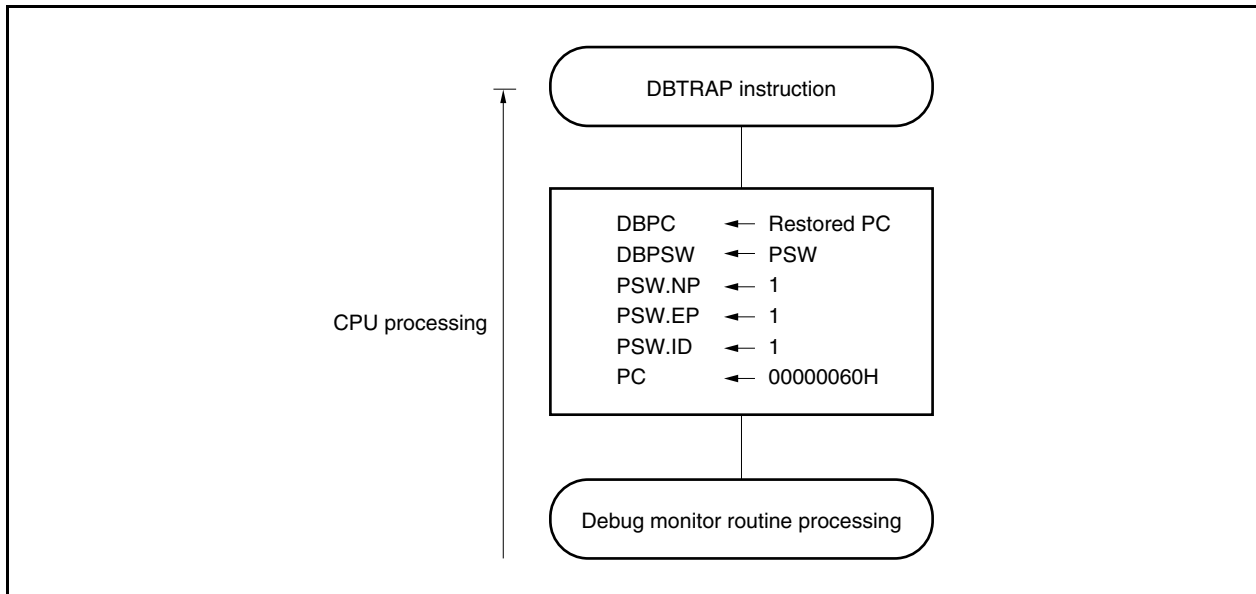 DBTRAP instruction
DBPC ← Restored PC
DBPSW ← PSW
PSW.NP ← 1
PSW.EP ← 1
CPU processing
PSW.ID ← 1
PC ← 00000060H
Debug monitor routine processing